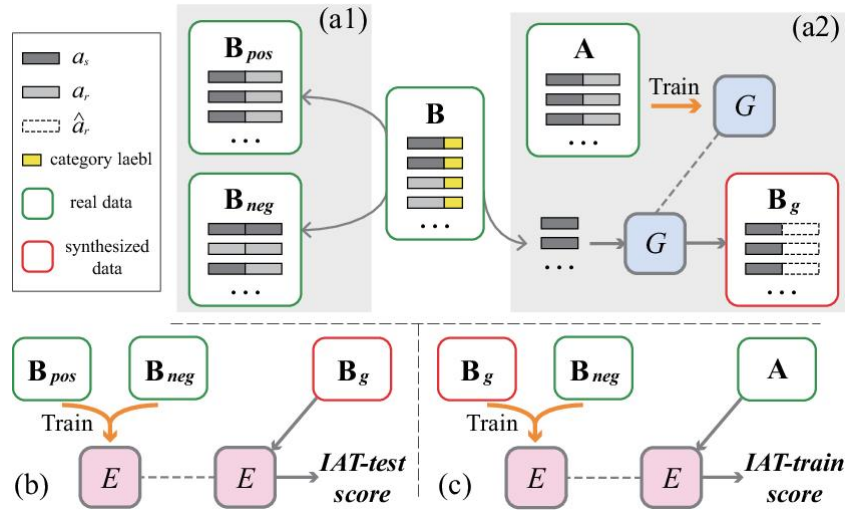 (a1)
(a2)
a_s
a_r
â_r
category laebl
real data
synthesized
data
B_pos
• • •
B_neg
• • •
B
• • •
A
• • •
Train
G
• • •
G
B_g
• • •
B_pos
B_neg
Train
E
E
B_g
IAT-test
score
(b)
B_g
B_neg
Train
E
E
A
IAT-train
score
(c)